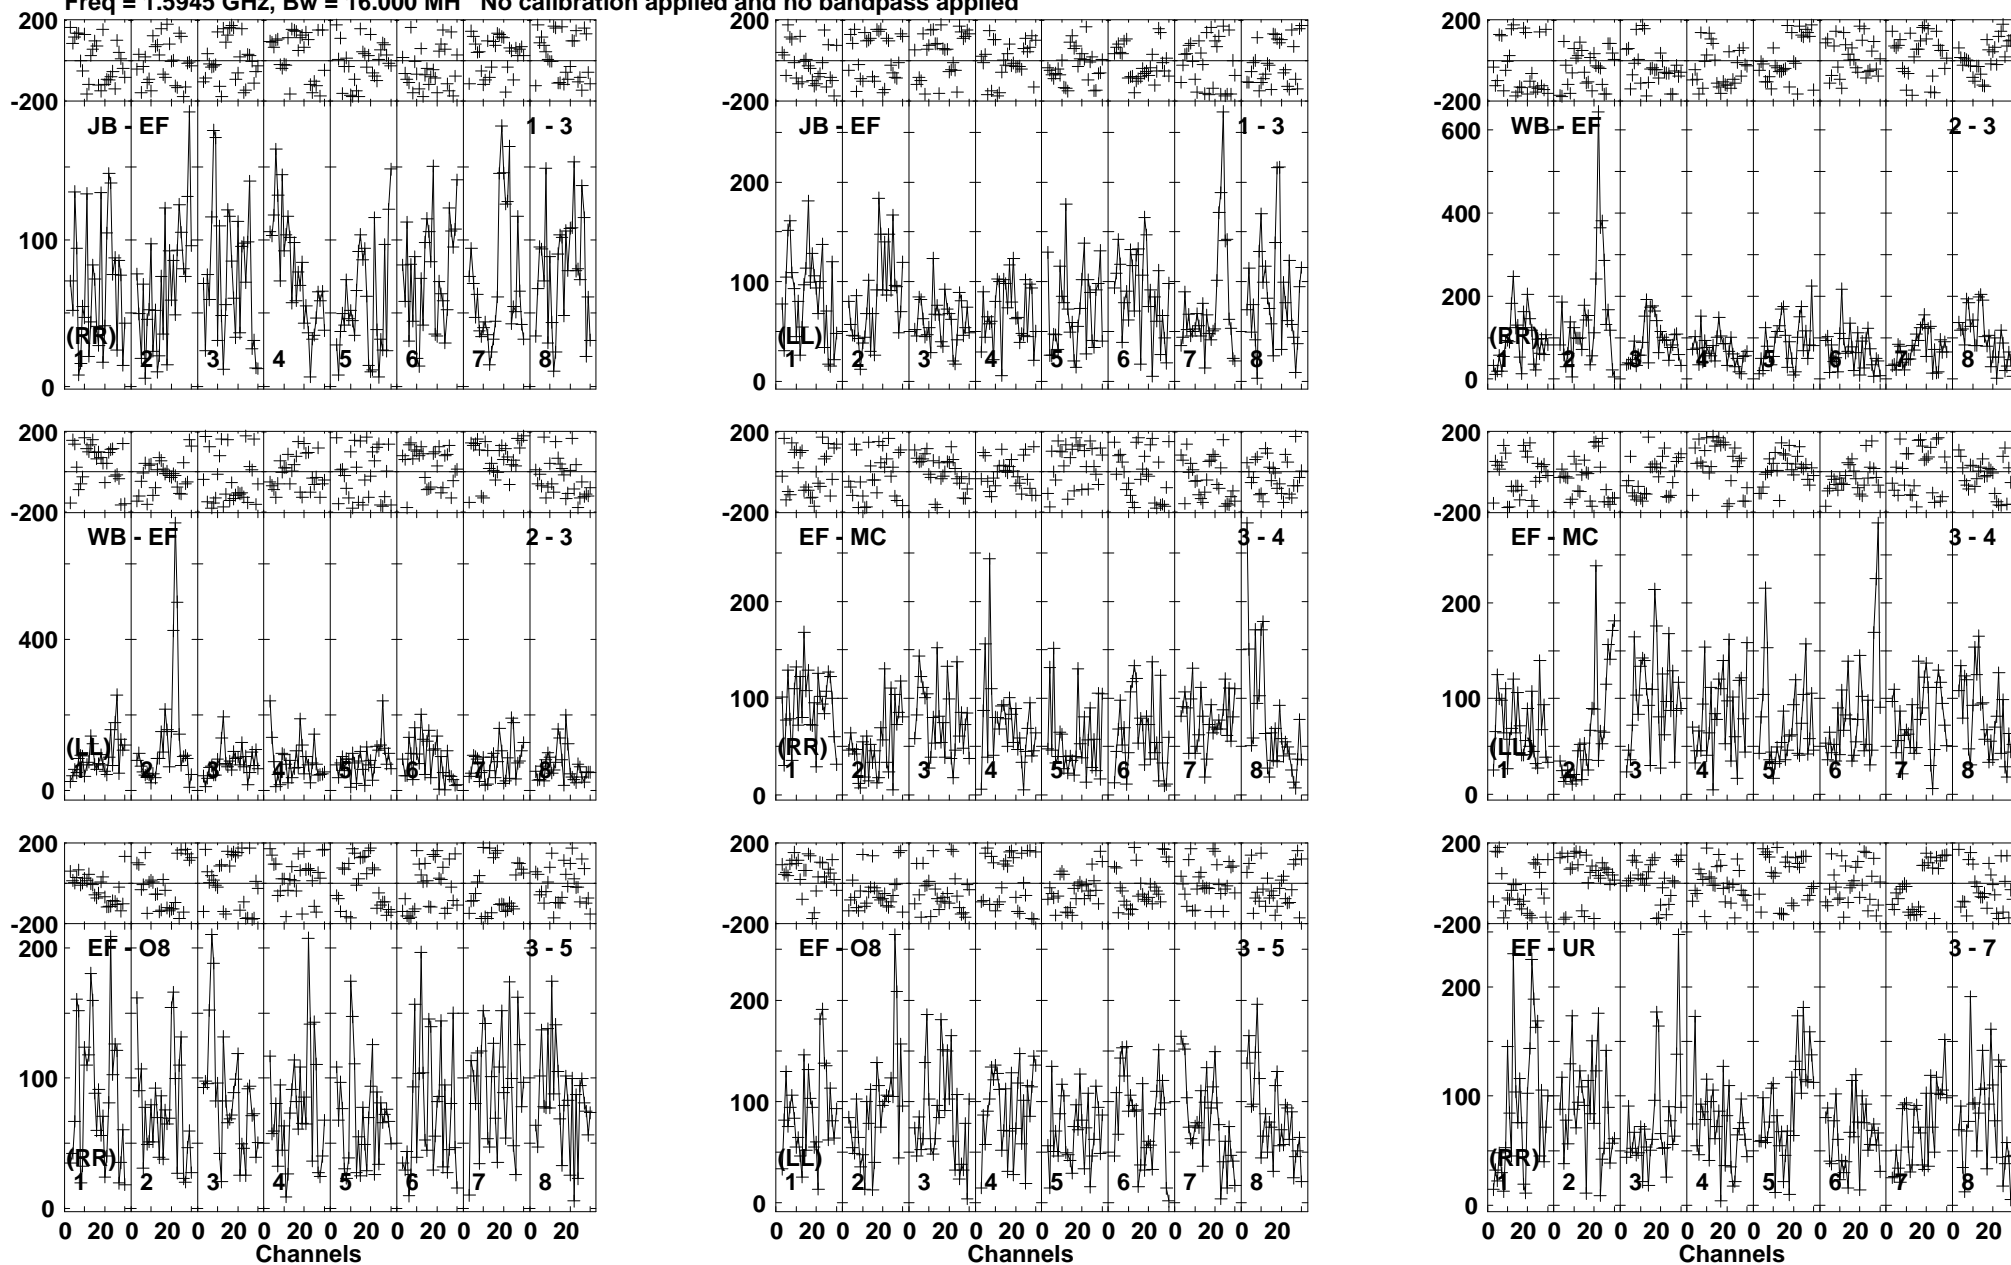 Freq = 1.5945 GHz, Bw = 16.000 MH No calibration applied and no bandpass applied
200 200 200
-200 -200 -200
JB - EF 1 - 3 JB - EF 1 - 3 WB - EF 2 - 3
600
200
400
100
100 200
(RR) (LL) (RR)
1 2 3 4 5 6 7 8 1 2 3 4 5 6 7 8 1 2 3 4 5 6 7 8
0 0 0
200 200 200
-200 -200 -200
WB - EF 2 - 3 EF - MC 3 - 4 EF - MC 3 - 4
200 200
400
100 100
(LL) (RR) (LL)
1 2 3 4 5 6 7 8 1 2 3 4 5 6 7 8 1 2 3 4 5 6 7 8
0 0 0
200 200 200
-200 -200 -200
EF - O8 3 - 5 EF - O8 3 - 5 EF - UR 3 - 7
200 200 200
100 100 100
(RR) (LL) (RR)
1 2 3 4 5 6 7 8 1 2 3 4 5 6 7 8 1 2 3 4 5 6 7 8
0 0 0
0 20 0 20 0 20 0 20 0 20 0 20 0 20 0 20 0 20 0 20 0 20 0 20 0 20 0 20 0 20 0 20 0 20 0 20 0 20 0 20 0 20 0 20 0 20 0 20
Channels Channels Channels